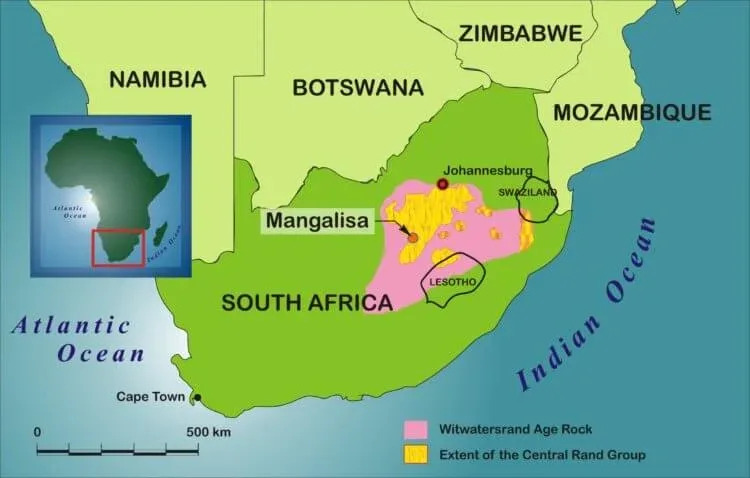 ZIMBABWE
NAMIBIA
BOTSWANA
MOZAMBIQUE
Johannesburg
SWAZILAND
Atlantic
Ocean
Indian Ocean
Mangalisa
LESOTHO
SOUTH AFRICA
Atlantic
Ocean
Indian Ocean
Cape Town
0 500 km
Witwatersrand Age Rock
Extent of the Central Rand Group